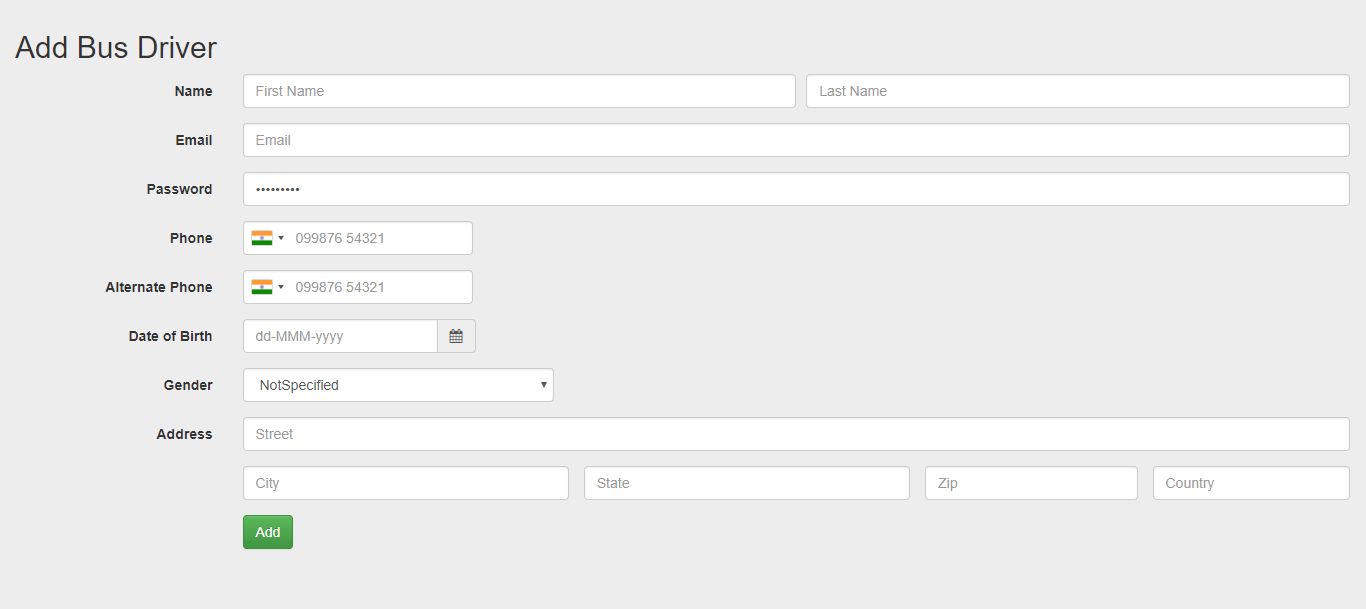 Add Bus Driver
Name First Name Last Name
Email Email
Password •••••••••
Phone 099876 54321
Alternate Phone 099876 54321
Date of Birth dd-MMM-yyyy
Gender NotSpecified
Address Street
City State Zip Country
Add